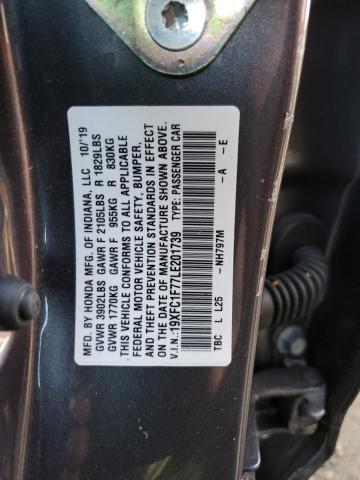 MFD. BY HONDA MFG. OF INDIANA, LLC 10/19
GVWR 3902LBS GAWR F 2105LBS R 1829LBS
GVWR 1770KG GAWR F 955KG R 830KG
THIS VEHICLE CONFORMS TO ALL APPLICABLE
FEDERAL MOTOR VEHICLE SAFETY, BUMPER,
AND THEFT PREVENTION STANDARDS IN EFFECT
ON THE DATE OF MANUFACTURE SHOWN ABOVE.
V.I.N.:19XFC1F77LE201739 TYPE: PASSENGER CAR
TBC L L25 -NH797M -A -E